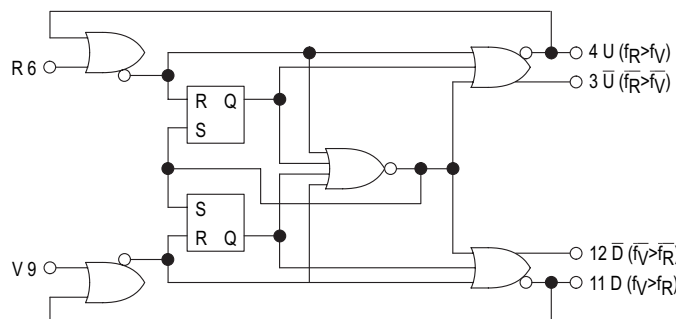 4 U (fR>fV)
R 6
3 U̅ (f̅R̅>f̅V̅)
R Q
S
S
R Q
12 D̅ (f̅V̅>f̅R̅)
V 9
11 D (fV>fR)